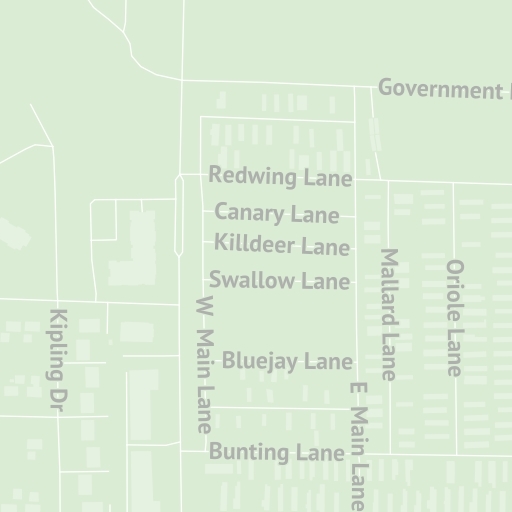 Government
Redwing Lane
Canary Lane
Killdeer Lane
Swallow Lane
Mallard Lane
Oriole Lane
W Main Lane
Kipling Dr
Bluejay Lane
E Main Lane
Bunting Lane